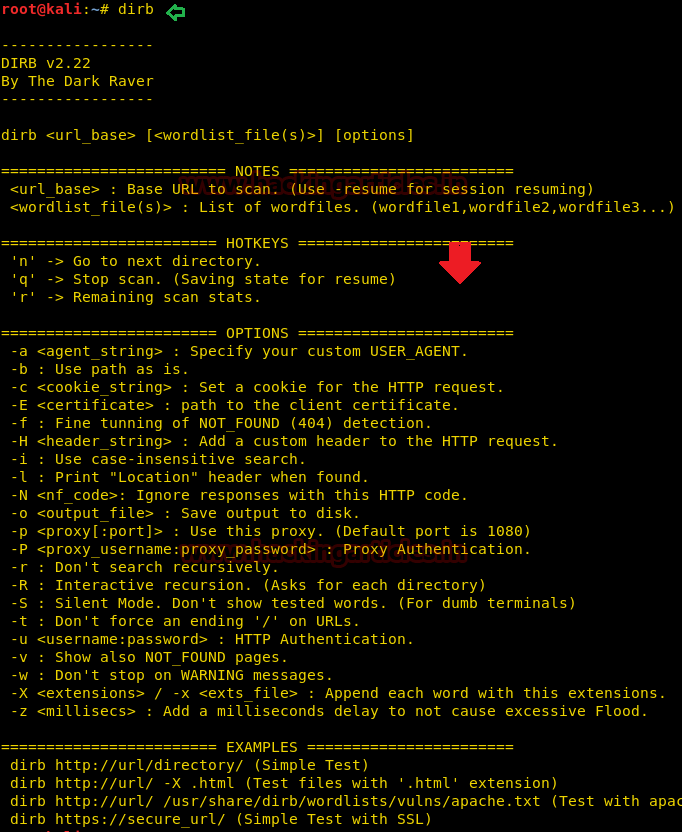 root@kali:~# dirb
-----------------
DIRB v2.22
By The Dark Raver
-----------------
dirb <url_base> [<wordlist_file(s)>] [options]
======================== NOTES =========================
<url_base> : Base URL to scan. (Use -resume for session resuming)
<wordlist_file(s)> : List of wordfiles. (wordfile1,wordfile2,wordfile3...)
======================== HOTKEYS ========================
'n' -> Go to next directory.
'q' -> Stop scan. (Saving state for resume)
'r' -> Remaining scan stats.
======================== OPTIONS ========================
-a <agent_string> : Specify your custom USER_AGENT.
-b : Use path as is.
-c <cookie_string> : Set a cookie for the HTTP request.
-E <certificate> : path to the client certificate.
-f : Fine tunning of NOT_FOUND (404) detection.
-H <header_string> : Add a custom header to the HTTP request.
-i : Use case-insensitive search.
-l : Print "Location" header when found.
-N <nf_code>: Ignore responses with this HTTP code.
-o <output_file> : Save output to disk.
-p <proxy[:port]> : Use this proxy. (Default port is 1080)
-P <proxy_username:proxy_password> : Proxy Authentication.
-r : Don't search recursively.
-R : Interactive recursion. (Asks for each directory)
-S : Silent Mode. Don't show tested words. (For dumb terminals)
-t : Don't force an ending '/' on URLs.
-u <username:password> : HTTP Authentication.
-v : Show also NOT_FOUND pages.
-w : Don't stop on WARNING messages.
-X <extensions> / -x <exts_file> : Append each word with this extensions.
-z <millisecs> : Add a milliseconds delay to not cause excessive Flood.
======================== EXAMPLES =======================
dirb http://url/directory/ (Simple Test)
dirb http://url/ -X .html (Test files with '.html' extension)
dirb http://url/ /usr/share/dirb/wordlists/vulns/apache.txt (Test with apac
dirb https://secure_url/ (Simple Test with SSL)